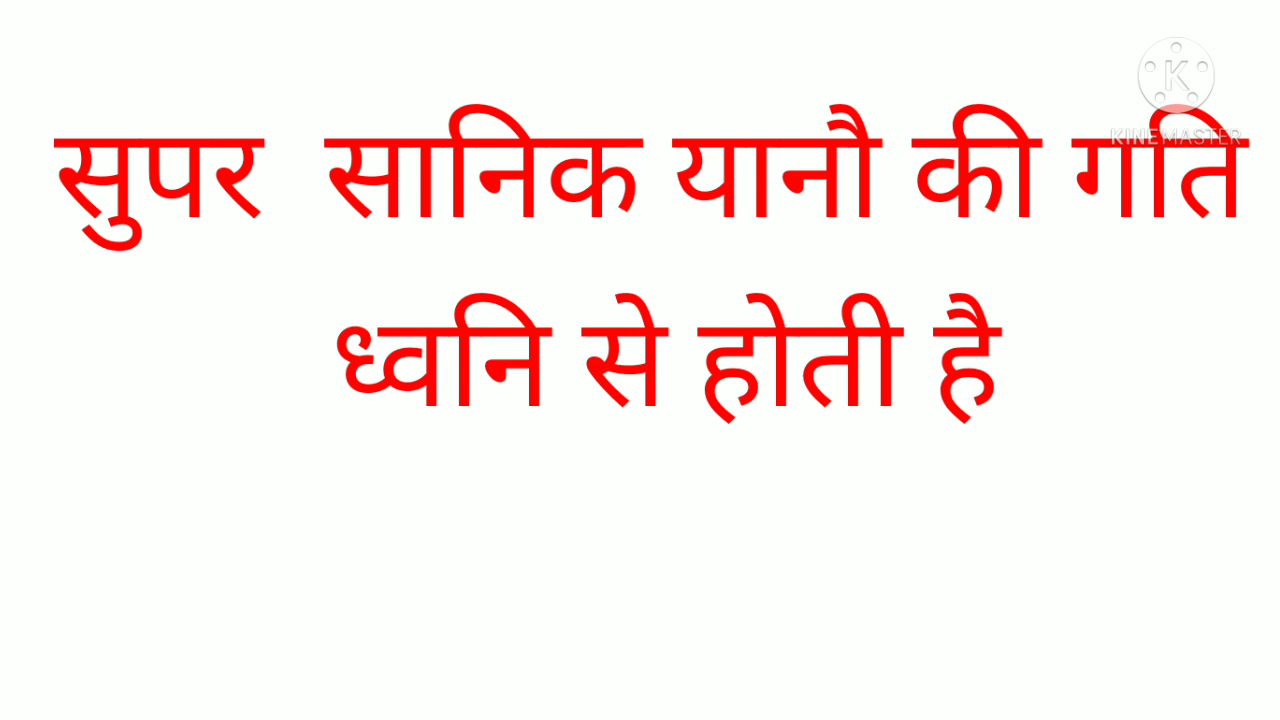 KINEMASTER
सुपर सानिक यानौ की गति
ध्वनि से होती है